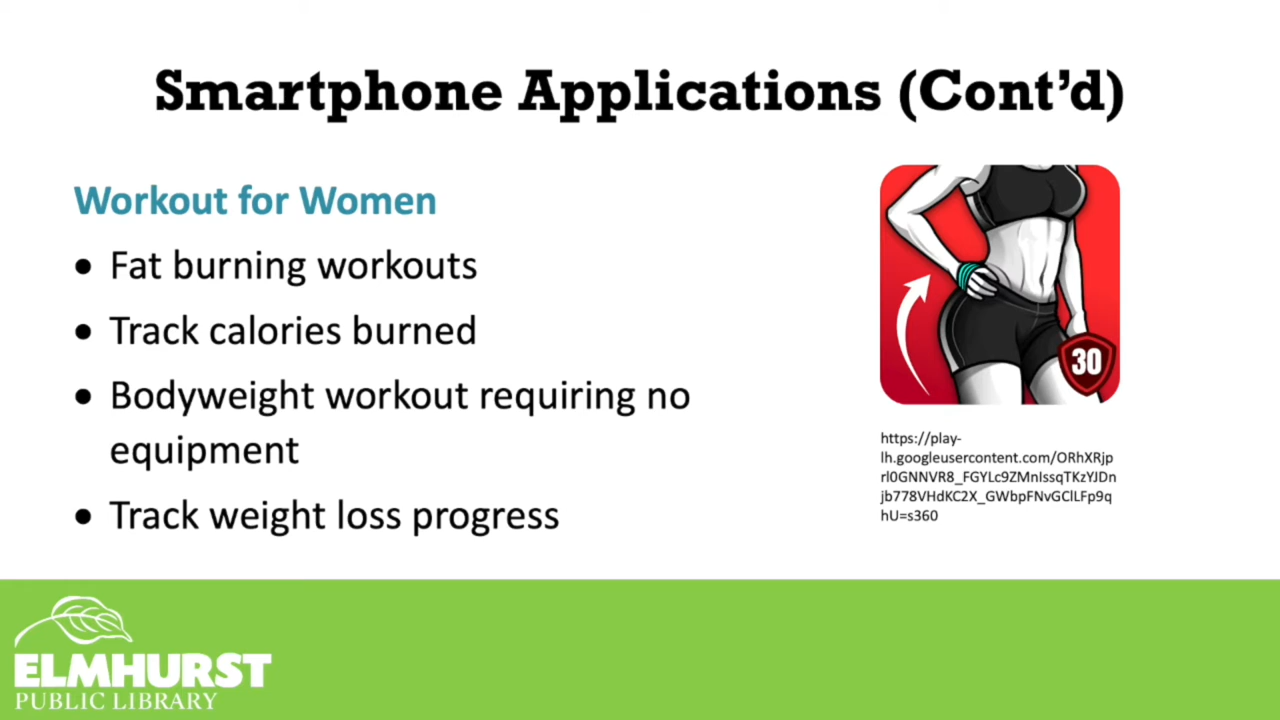 Smartphone Applications (Cont’d)
Workout for Women
• Fat burning workouts
• Track calories burned
• Bodyweight workout requiring no
equipment
• Track weight loss progress
30
https://play-
lh.googleusercontent.com/ORhXRjp
rl0GNNVR8_FGYLc9ZMnIssqTKzYJDn
jb778VHdKC2X_GWbpFNvGClLFp9q
hU=s360
ELMHURST
PUBLIC LIBRARY